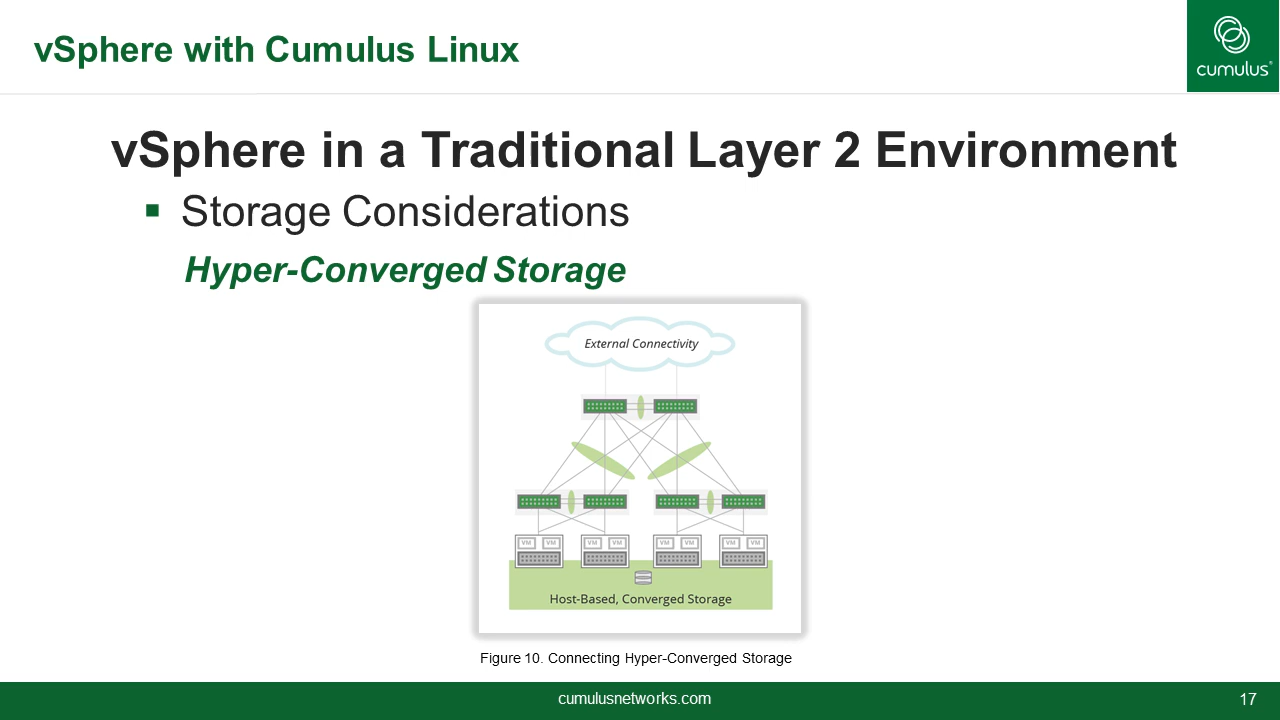 vSphere with Cumulus Linux
cumulus®
vSphere in a Traditional Layer 2 Environment
Storage Considerations
Hyper-Converged Storage
External Connectivity
VM VM VM VM VM VM VM VM
Host-Based, Converged Storage
Figure 10. Connecting Hyper-Converged Storage
cumulusnetworks.com
17